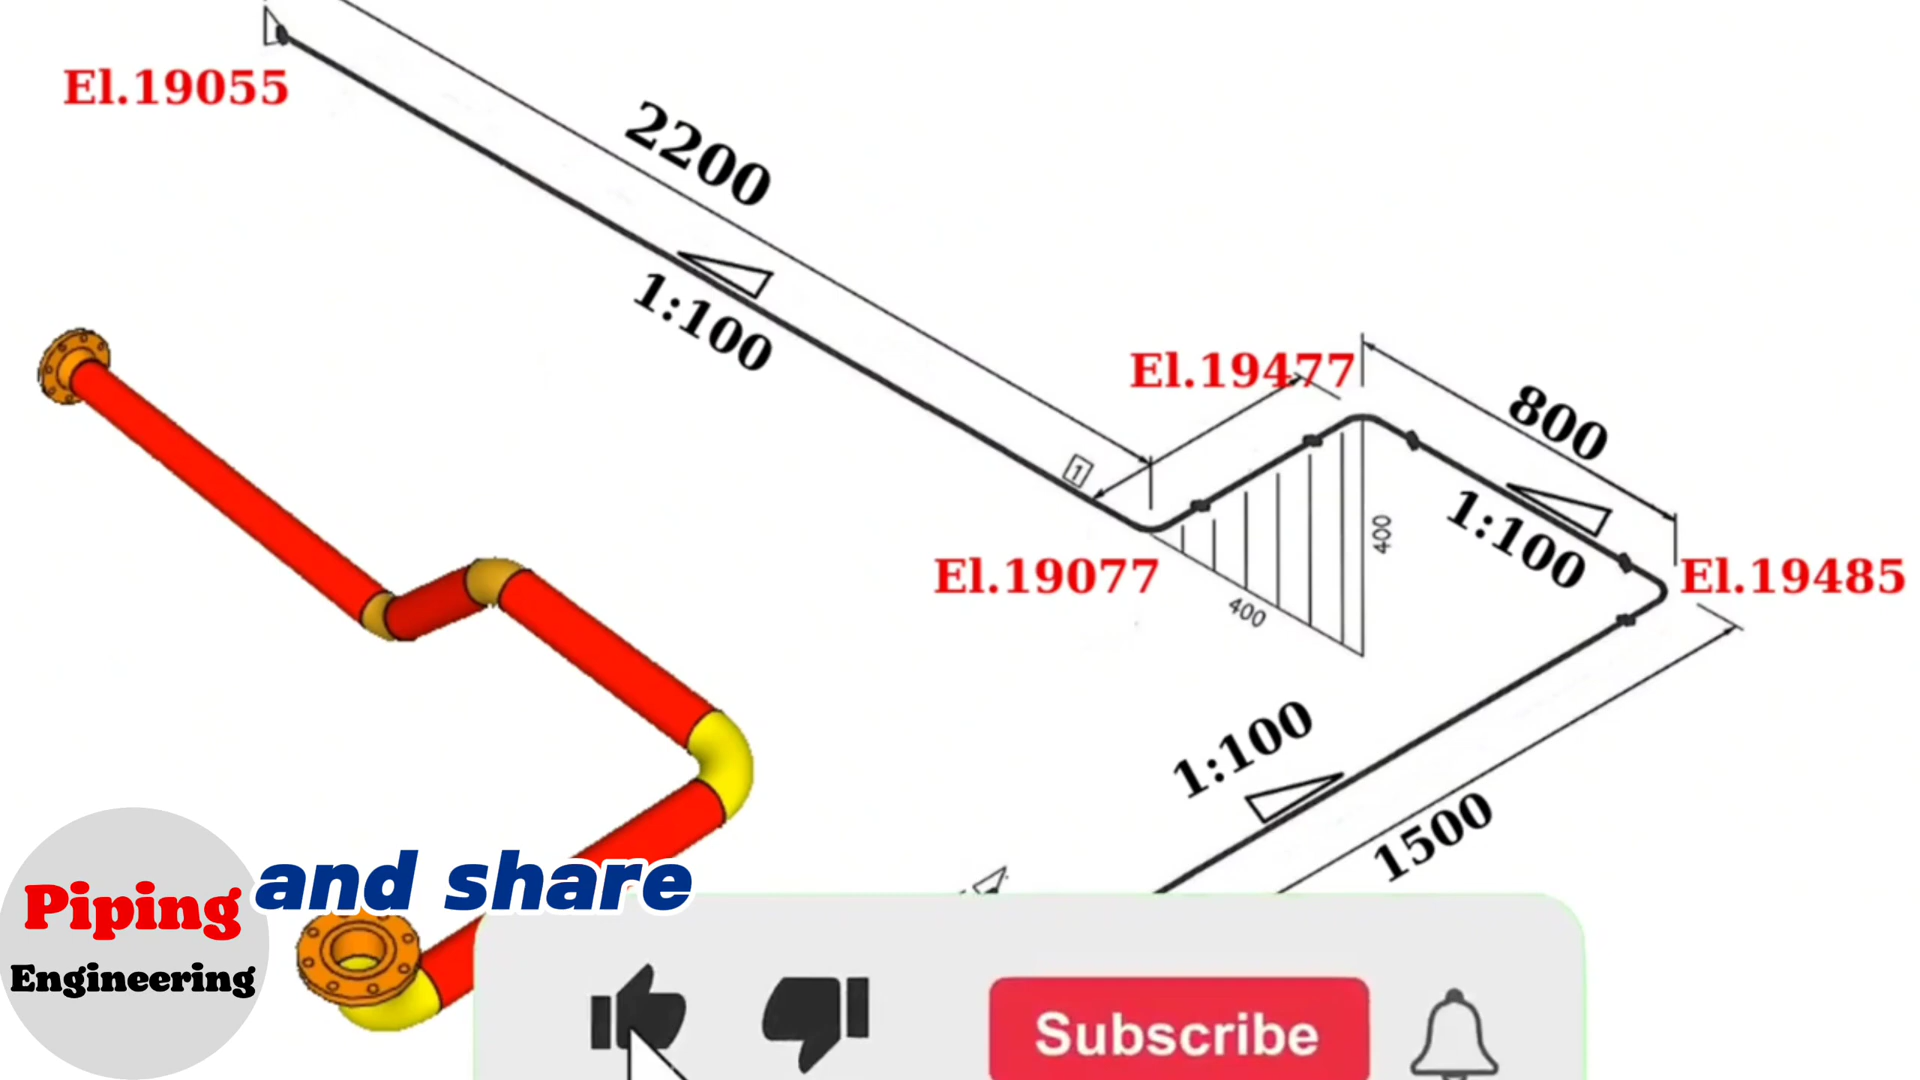 El.19055
2200
1:100
El.19477
800
1
400
1:100
El.19077
400
El.19485
1:100
1500
and share
Piping
Engineering
Subscribe